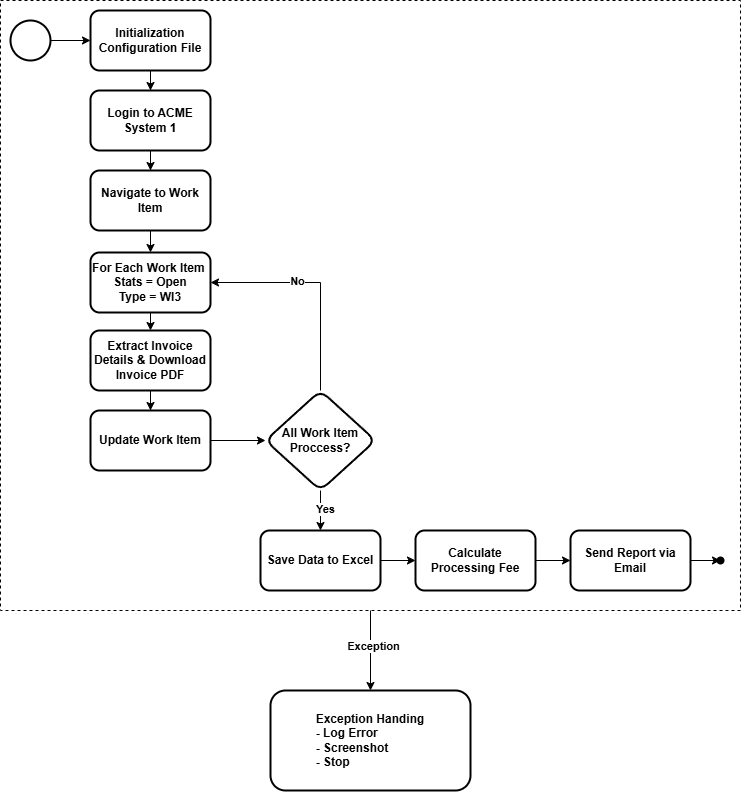 Initialization
Configuration File
Login to ACME
System 1
Navigate to Work
Item
For Each Work Item
Stats = Open
Type = WI3
No
Extract Invoice
Details & Download
Invoice PDF
Update Work Item
All Work Item
Proccess?
Yes
Save Data to Excel
Calculate
Processing Fee
Send Report via
Email
Exception
Exception Handing
- Log Error
- Screenshot
- Stop